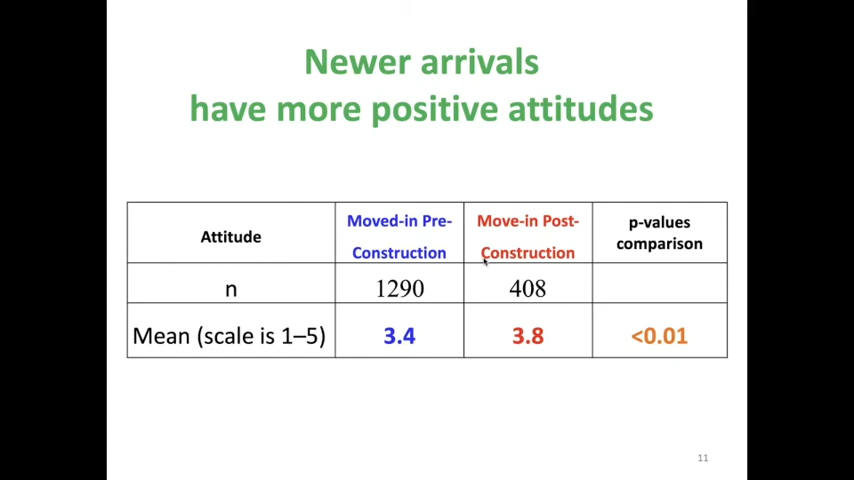 Newer arrivals
have more positive attitudes
Attitude
Moved-in Pre-
Construction
Move-in Post-
Construction
p-values
comparison
n
1290
408
Mean (scale is 1–5)
3.4
3.8
<0.01
11